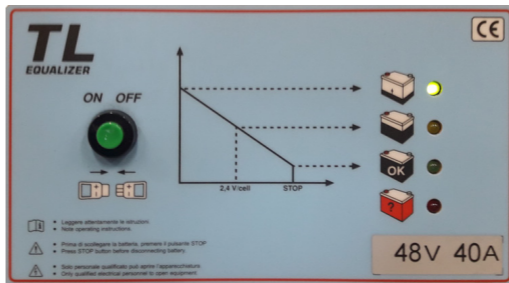 TL
EQUALIZER
CE
ON OFF
OK
?
2,4 V/cell STOP
• Leggere attentamente le istruzioni.
• Note operating instructions.
• Prima di scollegare la batteria, premere il pulsante STOP
• Press STOP button before disconnecting battery.
• Solo personale qualificato può aprire l'apparecchiatura.
• Only qualified electrical personnel to open equipment.
48V 40A